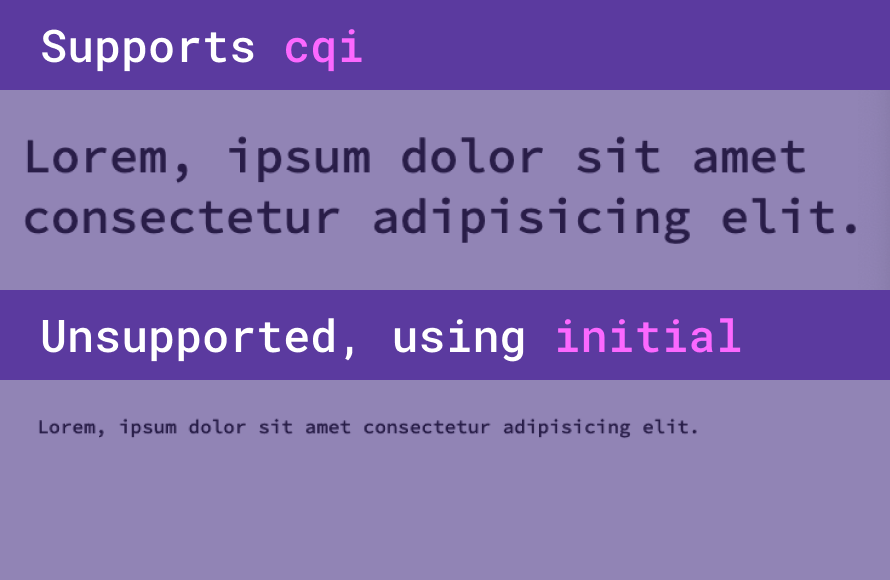 Supports cqi
Lorem, ipsum dolor sit amet
consectetur adipisicing elit.
Unsupported, using initial
Lorem, ipsum dolor sit amet consectetur adipisicing elit.